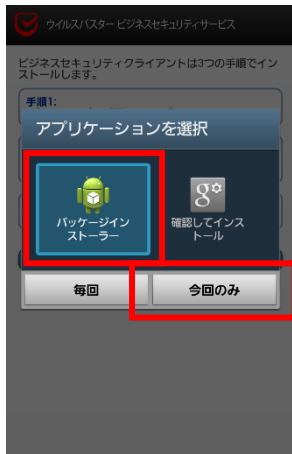 ウイルスバスター ビジネスセキュリティサービス
ビジネスセキュリティクライアントは3つの手順でイン
ストールします。
手順1:
アプリケーションを選択
パッケージイン
ストーラー
確認してインス
トール
毎回
今回のみ